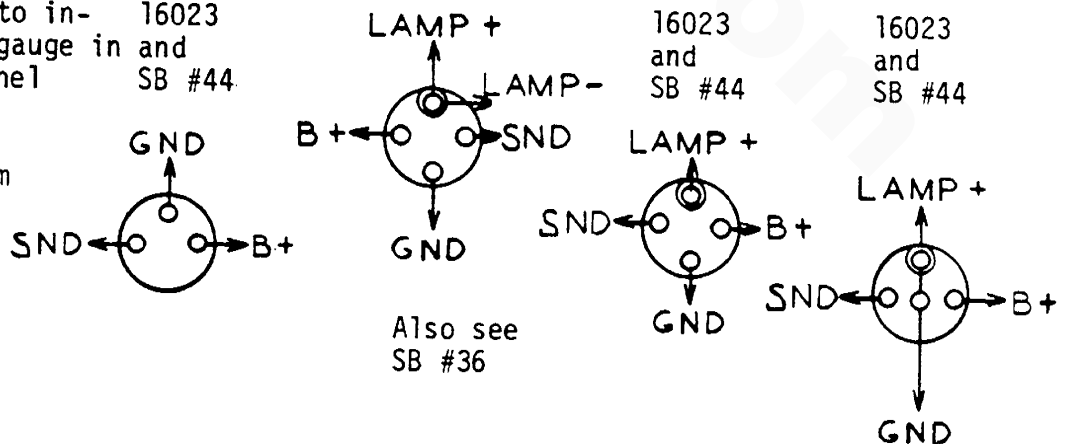 to in-
gauge in
nel
m
16023
and
SB #44
GND
SND
B+
LAMP +
LAMP-
B+
SND
GND
Also see
SB #36
16023
and
SB #44
LAMP +
SND
B+
GND
16023
and
SB #44
LAMP +
SND
B+
GND